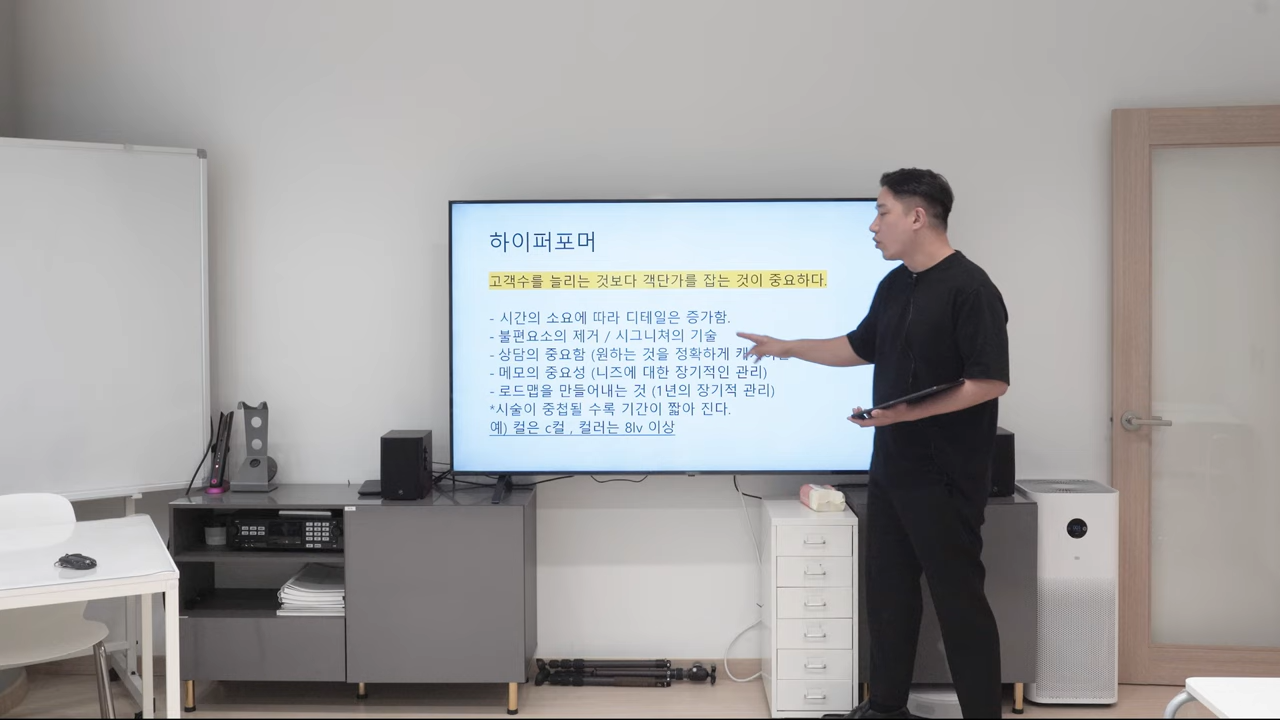 하이퍼포머
고객수를 늘리는 것보다 객단가를 잡는 것이 중요하다.
- 시간의 소요에 따라 디테일은 증가함.
- 불편요소의 제거 / 시그니쳐의 기술
- 상담의 중요함 (원하는 것을 정확하게
- 메모의 중요성 (니즈에 대한 장기적인 관리)
- 로드맵을 만들어내는 것 (1년의 장기적 관리)
*시술이 중첩될 수록 기간이 짧아 진다.
예) 컬은 c컬 , 컬러는 8lv 이상